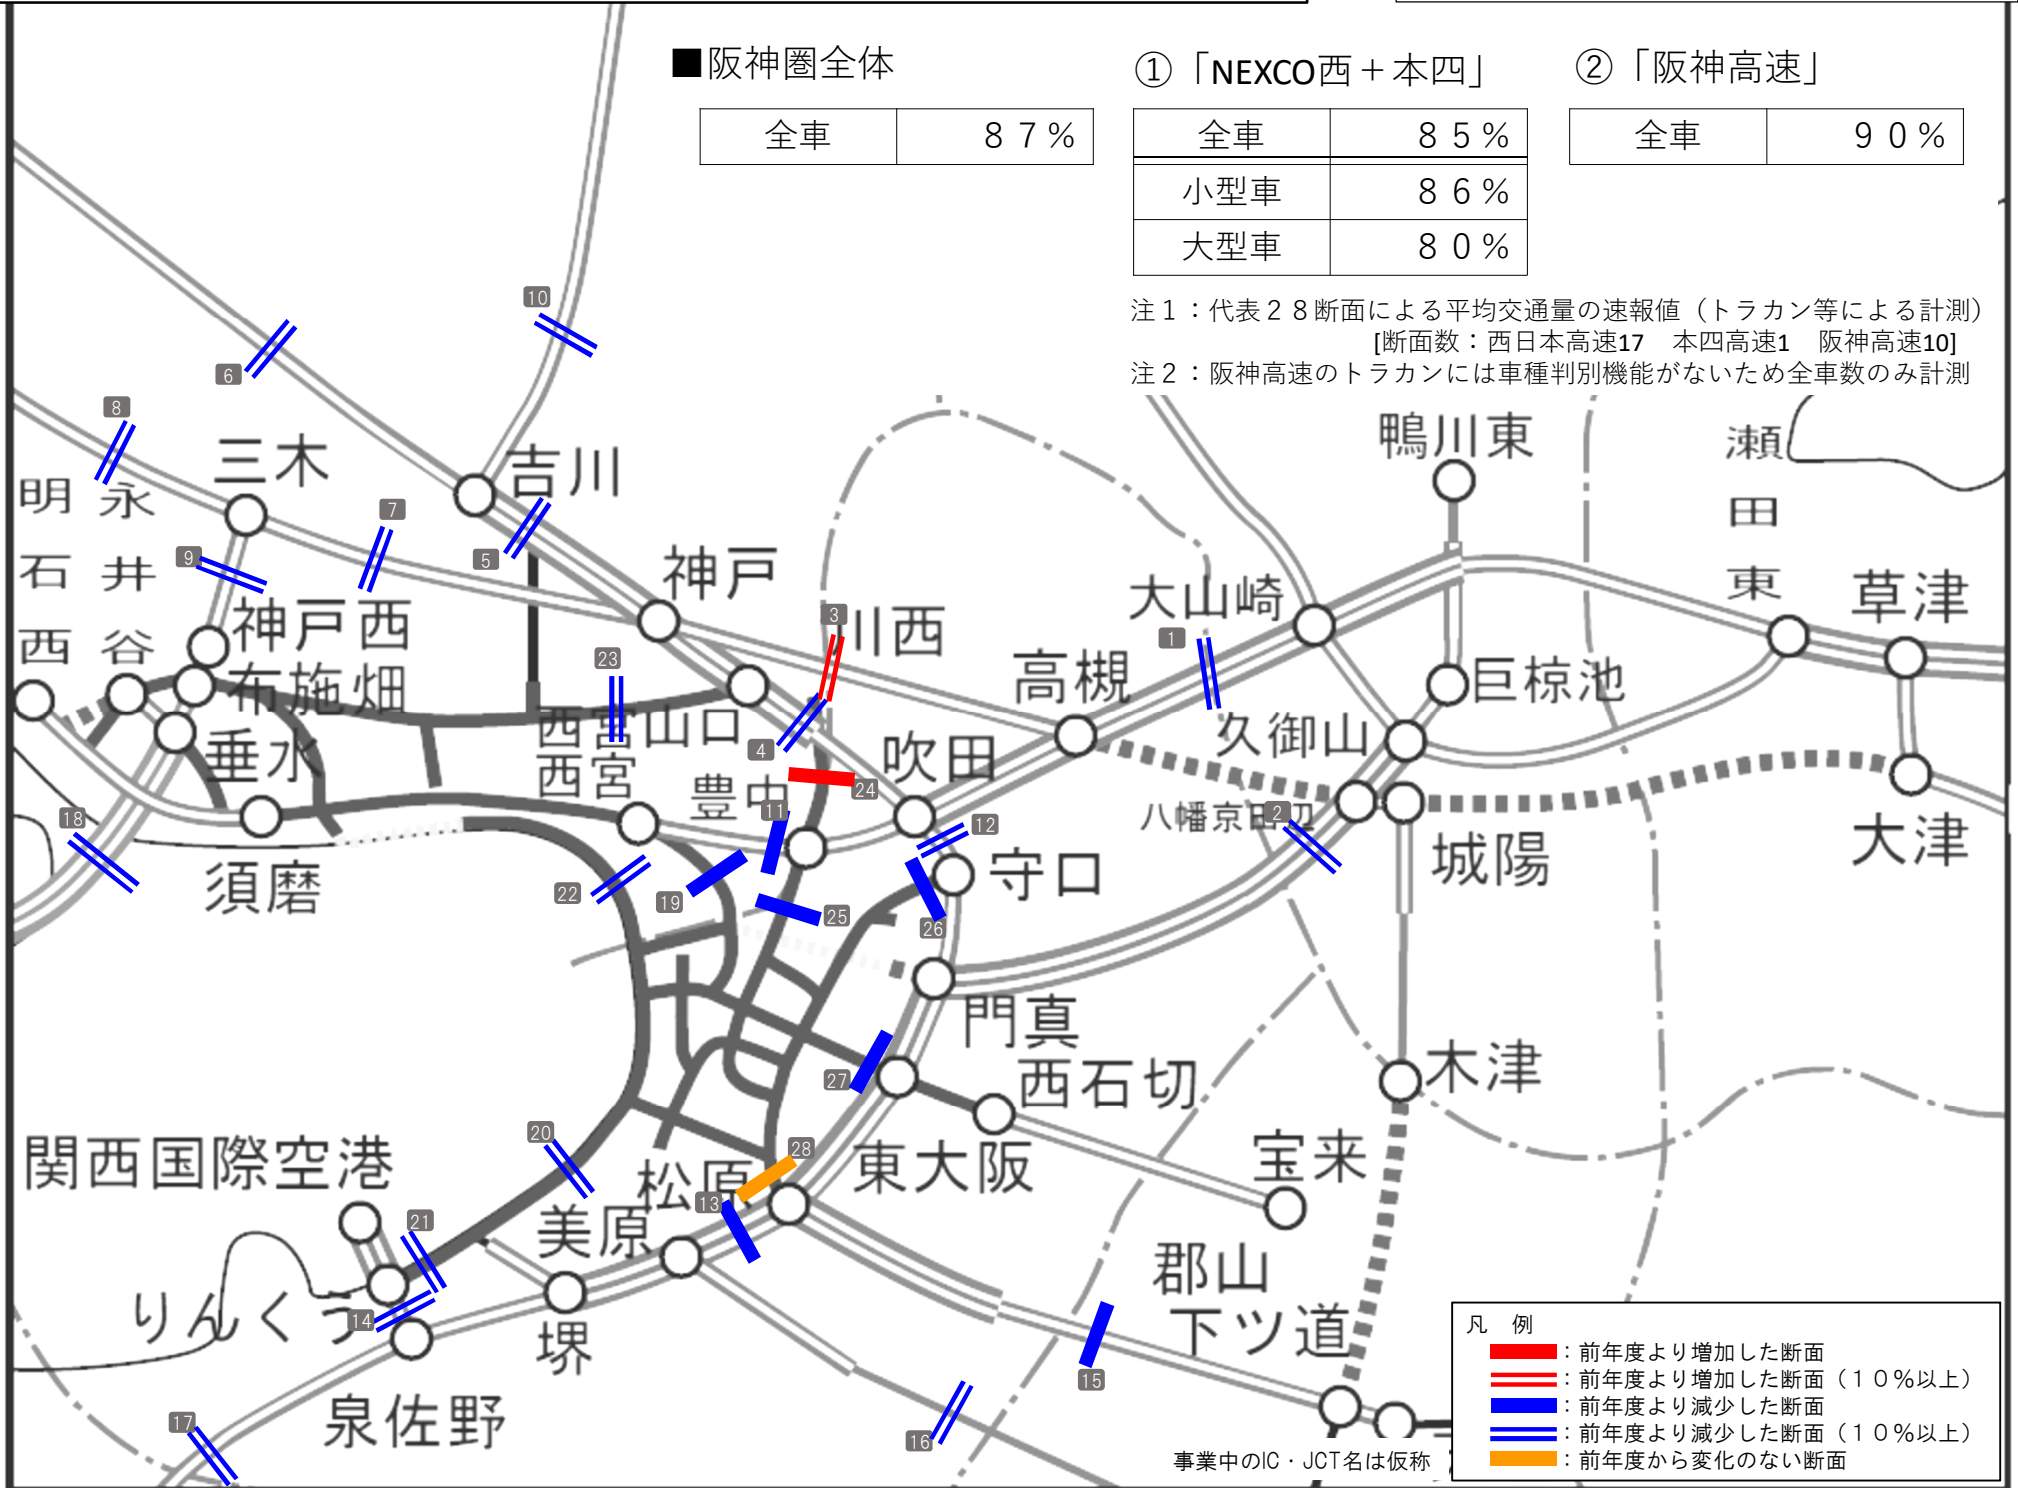 ■阪神圏全体
全車 ８７%
①「NEXCO西＋本四」
全車 ８５%
小型車 ８６%
大型車 ８０%
②「阪神高速」
全車 ９０%
注１：代表２８断面による平均交通量の速報値（トラカン等による計測）
[断面数：西日本高速17　本四高速1　阪神高速10]
注２：阪神高速のトラカンには車種判別機能がないため全車数のみ計測
10
6
8
三木
吉川
鴨川東
瀬田東
明石西
永井谷
7
9
5
神戸
神戸西
布施畑
3
川西
大山崎
1
草津
23
高槻
巨椋池
西宮山口
4
久御山
垂水
西宮
豊中
吹田
24
11
12
八幡京田辺
2
18
城陽
大津
須磨
22
19
25
守口
26
門真
27
西石切
木津
関西国際空港
20
松原
28
東大阪
宝来
13
21
美原
郡山下ツ道
りんくう
14
堺
15
泉佐野
17
16
事業中のIC・JCT名は仮称
凡　例
：前年度より増加した断面
：前年度より増加した断面（１０%以上）
：前年度より減少した断面
：前年度より減少した断面（１０%以上）
：前年度から変化のない断面